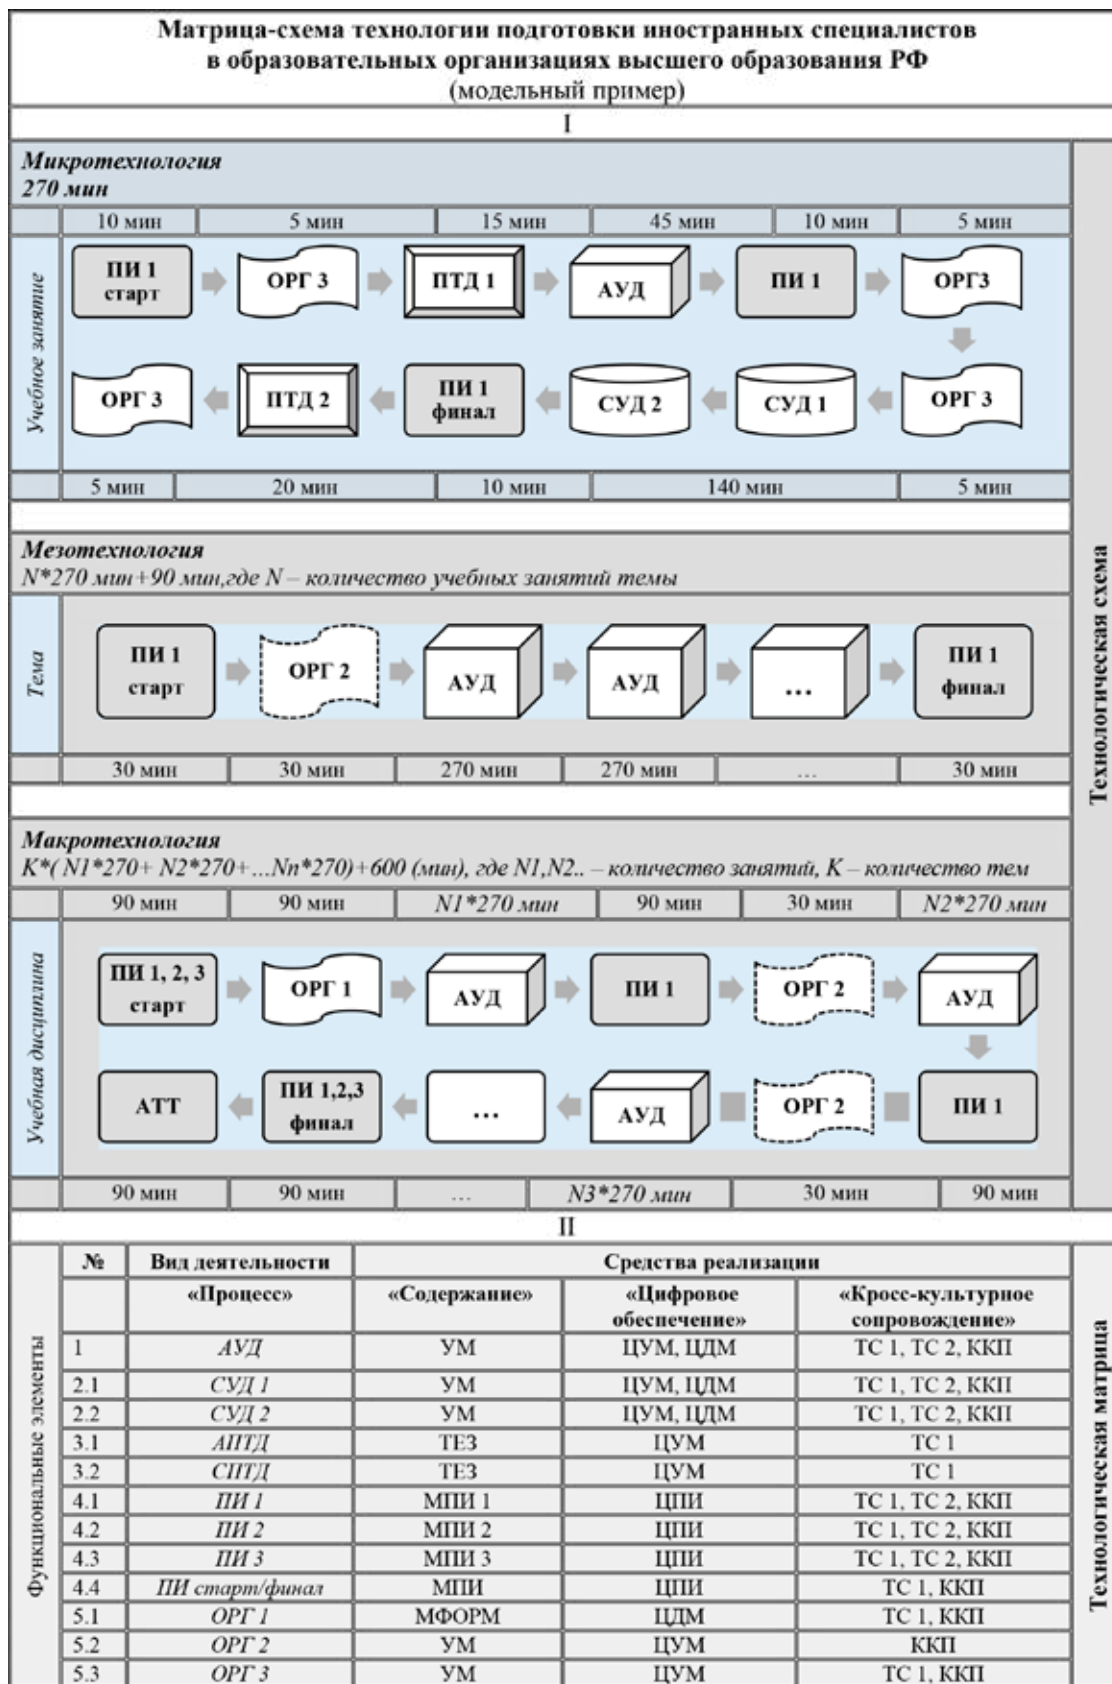 Матрица-схема технологии подготовки иностранных специалистов
в образовательных организациях высшего образования РФ
(модельный пример)
I
Микротехнология
270 мин
10 мин 5 мин 15 мин 45 мин 10 мин 5 мин
Учебное занятие
ПИ 1 старт ОРГ 3 ПТД 1 АУД ПИ 1 ОРГ3
ОРГ 3 ПТД 2 ПИ 1 финал СУД 2 СУД 1 ОРГ 3
5 мин 20 мин 10 мин 140 мин 5 мин
Мезотехнология
N*270 мин+90 мин,где N – количество учебных занятий темы
Тема
ПИ 1 старт ОРГ 2 АУД АУД ... ПИ 1 финал
30 мин 30 мин 270 мин 270 мин ... 30 мин
Макротехнология
K*( N1*270+ N2*270+...Nn*270)+600 (мин), где N1,N2.. – количество занятий, K – количество тем
90 мин 90 мин N1*270 мин 90 мин 30 мин N2*270 мин
Учебная дисциплина
ПИ 1, 2, 3 старт ОРГ 1 АУД ПИ 1 ОРГ 2 АУД
АТТ ПИ 1,2,3 финал ... АУД ОРГ 2 ПИ 1
90 мин 90 мин ... N3*270 мин 30 мин 90 мин
Технологическая схема
II
№ Вид деятельности Средства реализации
«Процесс» «Содержание» «Цифровое обеспечение» «Кросс-культурное сопровождение»
Функциональные элементы
1 АУД УМ ЦУМ, ЦДМ ТС 1, ТС 2, ККП
2.1 СУД 1 УМ ЦУМ, ЦДМ ТС 1, ТС 2, ККП
2.2 СУД 2 УМ ЦУМ, ЦДМ ТС 1, ТС 2, ККП
3.1 АПТД ТЕЗ ЦУМ ТС 1
3.2 СПТД ТЕЗ ЦУМ ТС 1
4.1 ПИ 1 МПИ 1 ЦПИ ТС 1, ТС 2, ККП
4.2 ПИ 2 МПИ 2 ЦПИ ТС 1, ТС 2, ККП
4.3 ПИ 3 МПИ 3 ЦПИ ТС 1, ТС 2, ККП
4.4 ПИ старт/финал МПИ ЦПИ ТС 1, ККП
5.1 ОРГ 1 МФОРМ ЦДМ ТС 1, ККП
5.2 ОРГ 2 УМ ЦУМ ККП
5.3 ОРГ 3 УМ ЦУМ ТС 1, ККП
Технологическая матрица